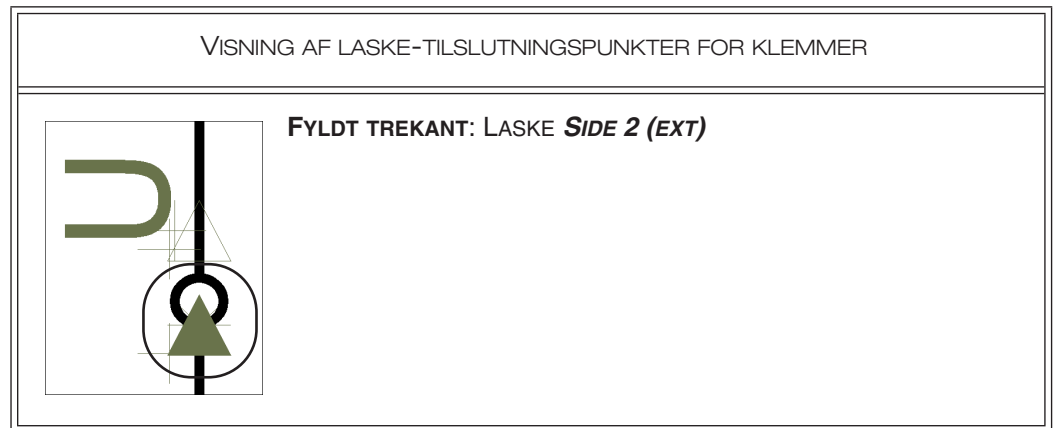 VISNING AF LASKE-TILSLUTNINGSPUNKTER FOR KLEMMER
FYLDT TREKANT: LASKE SIDE 2 (EXT)